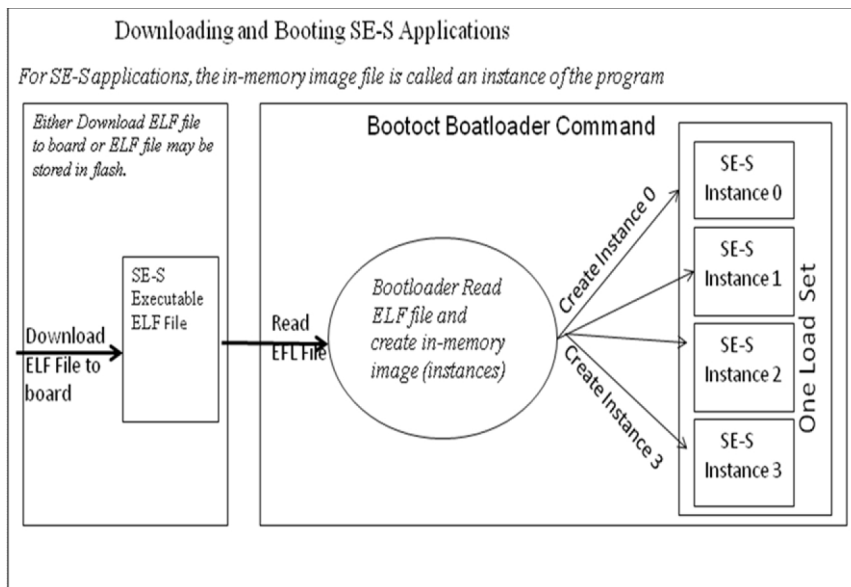 Downloading and Booting SE-S Applications
For SE-S applications, the in-memory image file is called an instance of the program
Either Download ELF file
to board or ELF file may be
stored in flash.
SE-S
Executable
ELF File
Download
ELF File to
board
Bootoct Boatloader Command
Read
EFL File
Bootloader Read
ELF file and
create in-memory
image (instances)
Create Instance 0
Create Instance 3
SE-S
Instance 0
SE-S
Instance 1
SE-S
Instance 2
SE-S
Instance 3
One Load Set